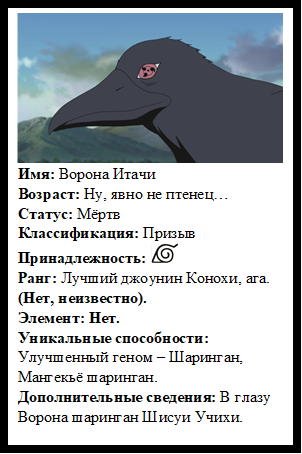 Имя: Ворона Итачи
Возраст: Ну, явно не птенец…
Статус: Мёртв
Классификация: Призыв
Принадлежность:
Ранг: Лучший джоунин Конохи, ага.
(Нет, неизвестно).
Элемент: Нет.
Уникальные способности:
Улучшенный геном – Шаринган,
Мангекьё шаринган.
Дополнительные сведения: В глазу
Ворона шаринган Шисуи Учихи.